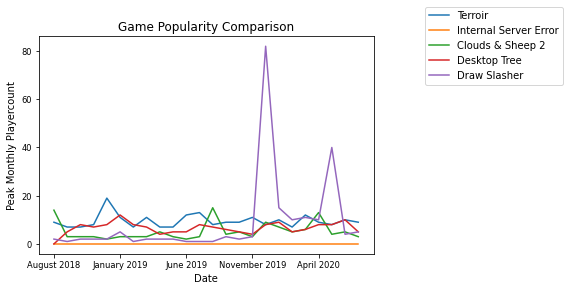 Game Popularity Comparison
Terroir
Internal Server Error
Clouds & Sheep 2
Desktop Tree
Draw Slasher
Peak Monthly Playercount
80
60
40
20
0
August 2018 January 2019 June 2019 November 2019 April 2020
Date